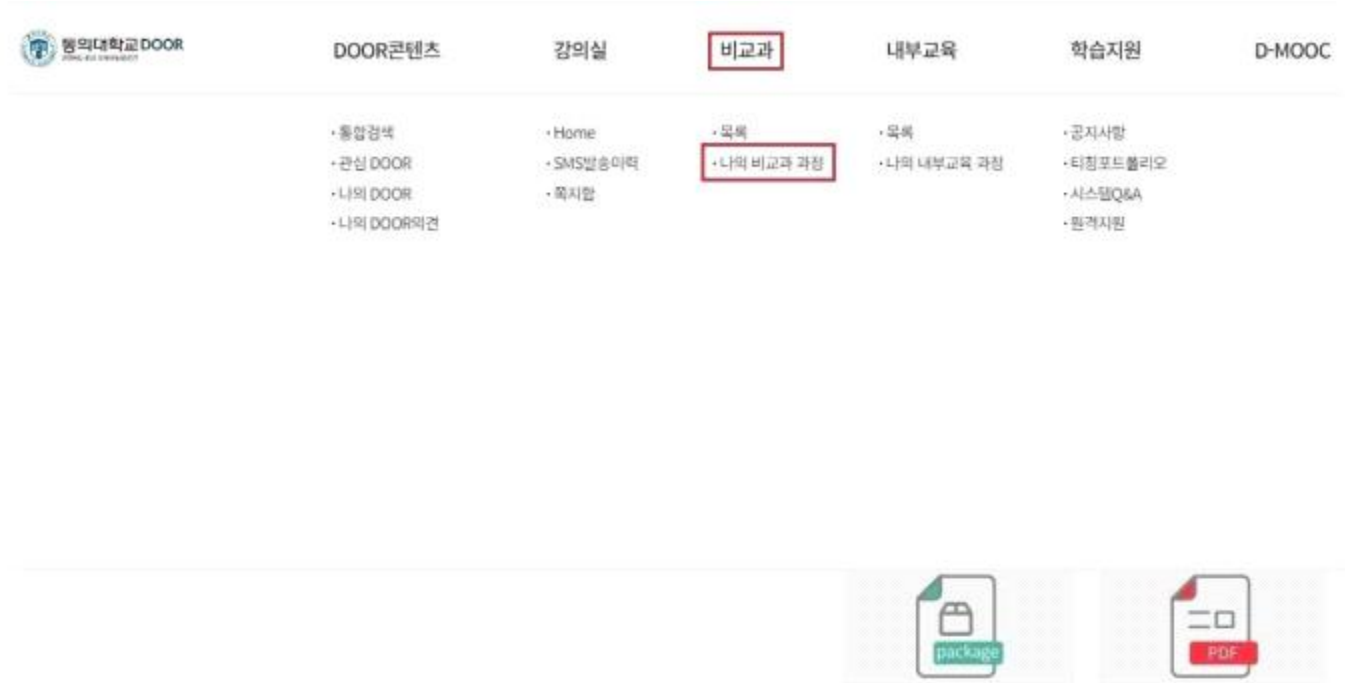 동의대학교 DOOR
DONG-EUI UNIVERSITY
DOOR콘텐츠
강의실
비교과
내부교육
학습지원
D-MOOC
· 통합검색
· 관심 DOOR
· 나의 DOOR
· 나의 DOOR의견
· Home
· SMS발송이력
· 쪽지함
· 목록
· 나의 비교과 과정
· 목록
· 나의 내부교육 과정
· 공지사항
· 티칭포트폴리오
· 시스템Q&A
· 원격지원
package
PDF